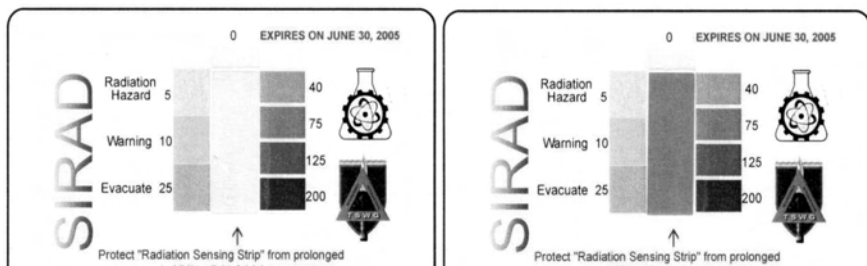 0 EXPIRES ON JUNE 30, 2005
SIRAD
Radiation
Hazard 5
40
75
Warning 10
125
Evacuate 25
200
TSWG
Protect "Radiation Sensing Strip" from prolonged
0 EXPIRES ON JUNE 30, 2005
SIRAD
Radiation
Hazard 5
40
75
Warning 10
125
Evacuate 25
200
TSWG
Protect "Radiation Sensing Strip" from prolonged